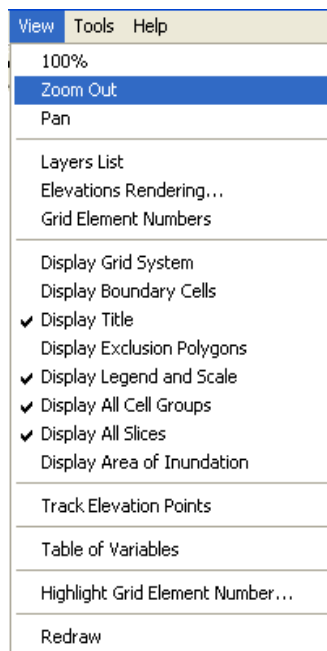 View Tools Help
100%
Zoom Out
Pan
Layers List
Elevations Rendering...
Grid Element Numbers
Display Grid System
Display Boundary Cells
Display Title
Display Exclusion Polygons
Display Legend and Scale
Display All Cell Groups
Display All Slices
Display Area of Inundation
Track Elevation Points
Table of Variables
Highlight Grid Element Number...
Redraw